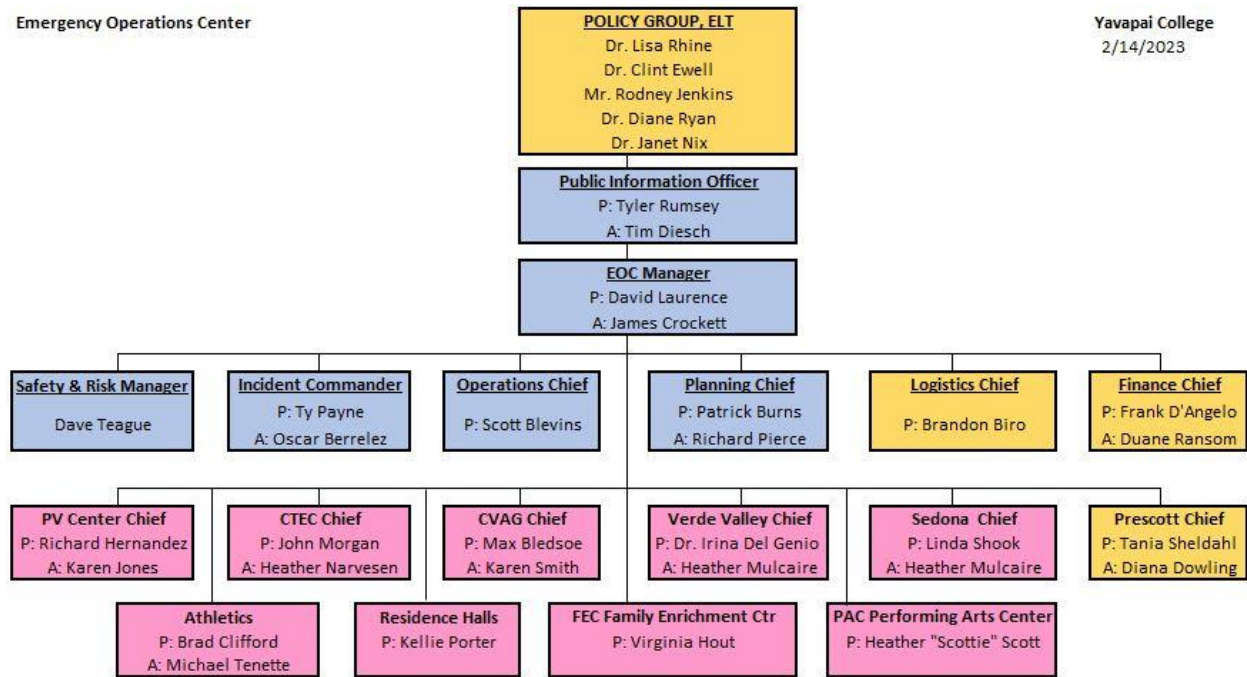 Emergency Operations Center
Yavapai College
2/14/2023
POLICY GROUP, ELT
Dr. Lisa Rhine
Dr. Clint Ewell
Mr. Rodney Jenkins
Dr. Diane Ryan
Dr. Janet Nix
Public Information Officer
P: Tyler Rumsey
A: Tim Diesch
EOC Manager
P: David Laurence
A: James Crockett
Safety & Risk Manager
Dave Teague
Incident Commander
P: Ty Payne
A: Oscar Berrelez
Operations Chief
P: Scott Blevins
Planning Chief
P: Patrick Burns
A: Richard Pierce
Logistics Chief
P: Brandon Biro
Finance Chief
P: Frank D'Angelo
A: Duane Ransom
PV Center Chief
P: Richard Hernandez
A: Karen Jones
CTEC Chief
P: John Morgan
A: Heather Narvesen
CVAG Chief
P: Max Bledsoe
A: Karen Smith
Verde Valley Chief
P: Dr. Irina Del Genio
A: Heather Mulcaire
Sedona Chief
P: Linda Shook
A: Heather Mulcaire
Prescott Chief
P: Tania Sheldahl
A: Diana Dowling
Athletics
P: Brad Clifford
A: Michael Tenette
Residence Halls
P: Kellie Porter
FEC Family Enrichment Ctr
P: Virginia Hout
PAC Performing Arts Center
P: Heather "Scottie" Scott